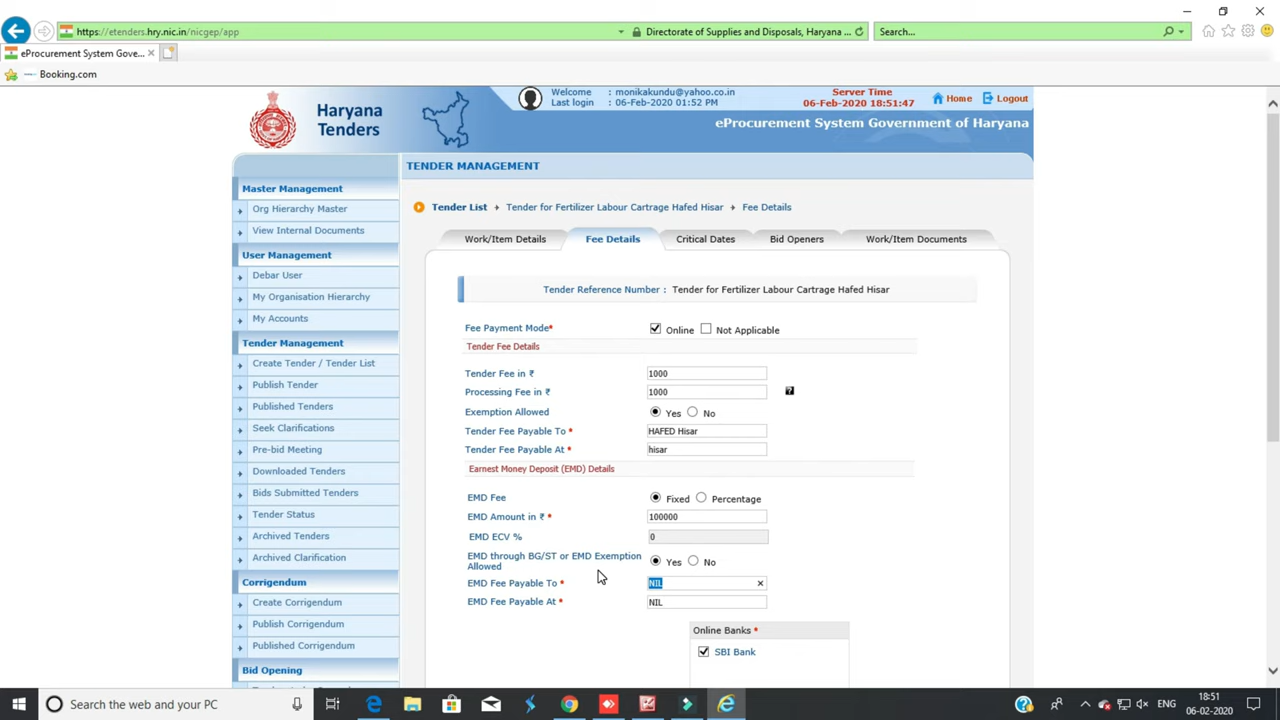 https://etenders.hry.nic.in/nicgep/app
Directorate of Supplies and Disposals, Haryana ...
Search...
eProcurement System Gove...
Booking.com
Haryana Tenders
Welcome : monikakundu@yahoo.co.in
Last login : 06-Feb-2020 01:52 PM
Server Time
06-Feb-2020 18:51:47
Home
Logout
eProcurement System Government of Haryana
Master Management
Org Hierarchy Master
View Internal Documents
User Management
Debar User
My Organisation Hierarchy
My Accounts
Tender Management
Create Tender / Tender List
Publish Tender
Published Tenders
Seek Clarifications
Pre-bid Meeting
Downloaded Tenders
Bids Submitted Tenders
Tender Status
Archived Tenders
Archived Clarification
Corrigendum
Create Corrigendum
Publish Corrigendum
Published Corrigendum
Bid Opening
TENDER MANAGEMENT
Tender List Tender for Fertilizer Labour Cartrage Hafed Hisar Fee Details
Work/Item Details
Fee Details
Critical Dates
Bid Openers
Work/Item Documents
Tender Reference Number : Tender for Fertilizer Labour Cartrage Hafed Hisar
Fee Payment Mode* Online Not Applicable
Tender Fee Details
Tender Fee in ₹ 1000
Processing Fee in ₹ 1000 ?
Exemption Allowed Yes No
Tender Fee Payable To * HAFED Hisar
Tender Fee Payable At * hisar
Earnest Money Deposit (EMD) Details
EMD Fee Fixed Percentage
EMD Amount in ₹ * 100000
EMD ECV % 0
EMD through BG/ST or EMD Exemption
Allowed Yes No
EMD Fee Payable To * NIL
EMD Fee Payable At * NIL
Online Banks *
SBI Bank
Search the web and your PC
ENG
18:51
06-02-2020